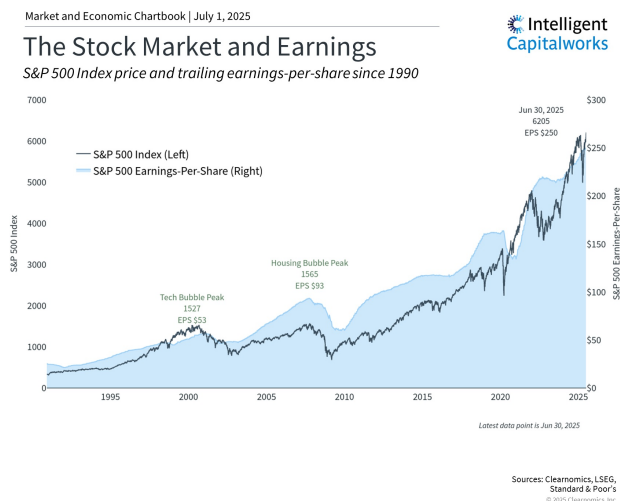 Market and Economic Chartbook | July 1, 2025
Intelligent
Capitalworks
The Stock Market and Earnings
S&P 500 Index price and trailing earnings-per-share since 1990
7000
6000
5000
4000
3000
2000
1000
0
S&P 500 Index
S&P 500 Index (Left)
S&P 500 Earnings-Per-Share (Right)
Tech Bubble Peak
1527
EPS $53
Housing Bubble Peak
1565
EPS $93
Jun 30, 2025
6205
EPS $250
$300
$250
$200
$150
$100
$50
$0
S&P 500 Earnings-Per-Share
1995
2000
2005
2010
2015
2020
2025
Latest data point is Jun 30, 2025
Sources: Clearnomics, LSEG,
Standard & Poor's
© 2025 Clearnomics, Inc.